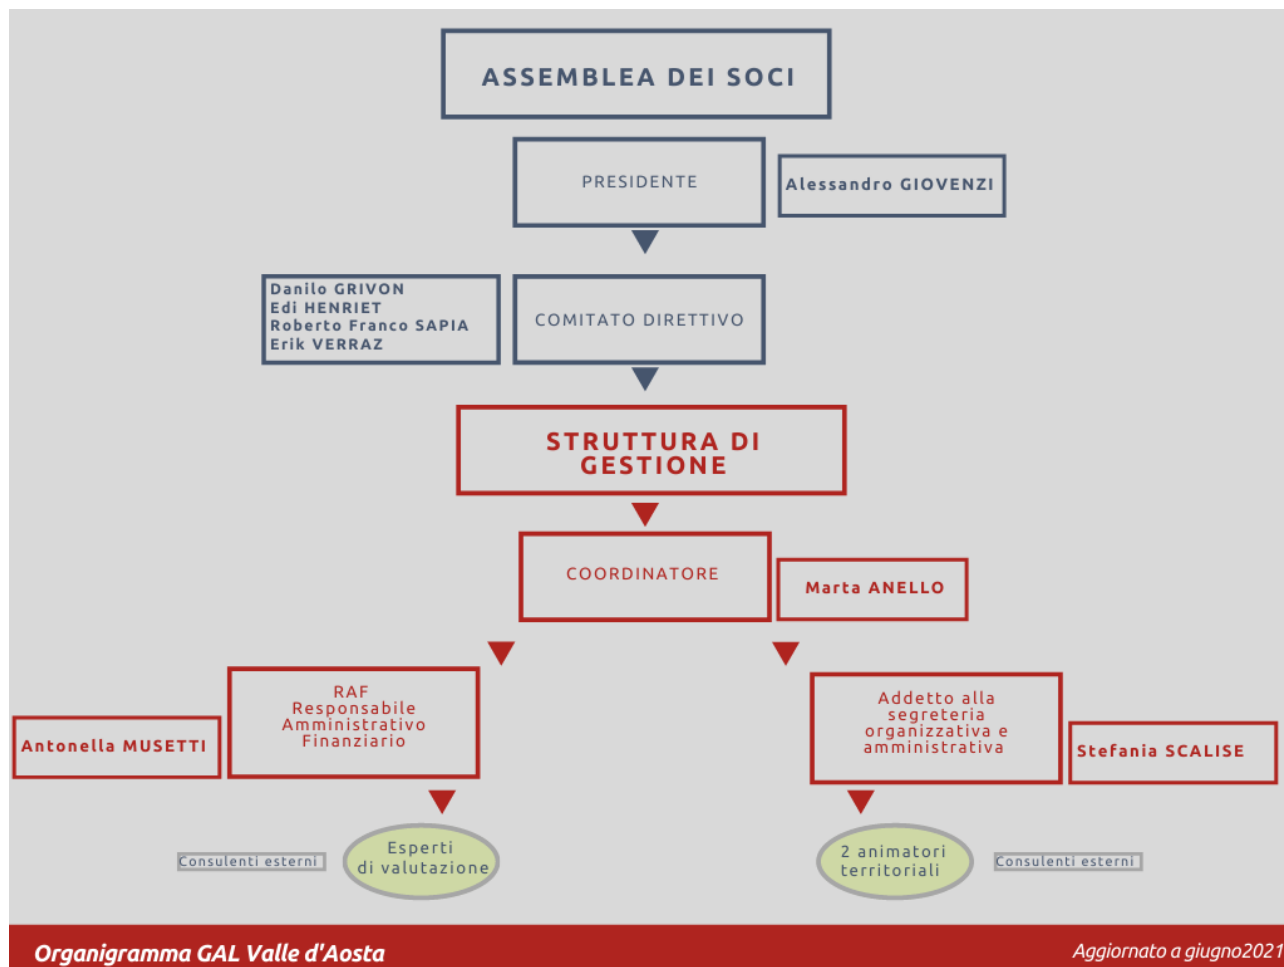 ASSEMBLEA DEI SOCI
PRESIDENTE
Alessandro GIOVENZI
Danilo GRIVON
Edi HENRIET
Roberto Franco SAPIA
Erik VERRAZ
COMITATO DIRETTIVO
STRUTTURA DI
GESTIONE
COORDINATORE
Marta ANELLO
RAF
Responsabile
Amministrativo
Finanziario
Antonella MUSETTI
Addetto alla
segreteria
organizzativa e
amministrativa
Stefania SCALISE
Consulenti esterni
Esperti
di valutazione
2 animatori
territoriali
Consulenti esterni
Organigramma GAL Valle d'Aosta
Aggiornato a giugno2021